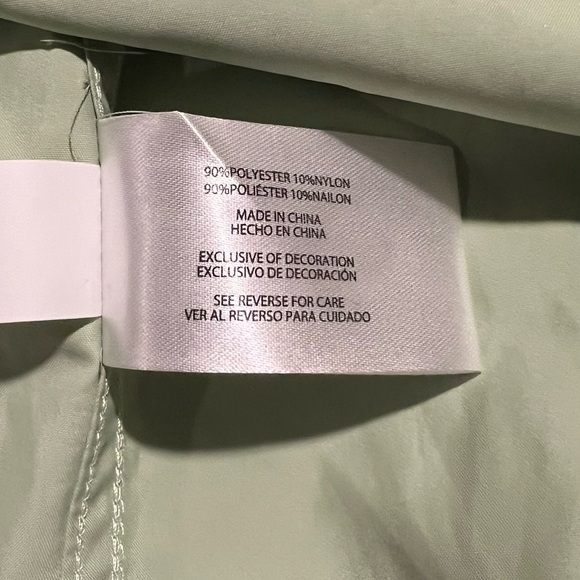 90%POLYESTER 10%NYLON
90%POLIÉSTER 10%NAILON
MADE IN CHINA
HECHO EN CHINA
EXCLUSIVE OF DECORATION
EXCLUSIVO DE DECORACIÓN
SEE REVERSE FOR CARE
VER AL REVERSO PARA CUIDADO